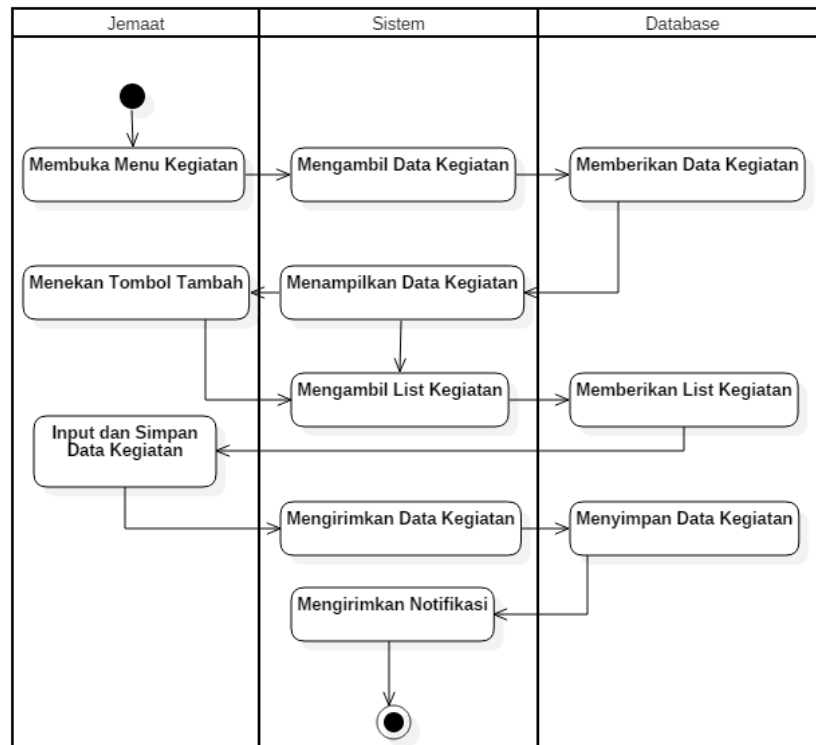 Jemaat
Sistem
Database
Membuka Menu Kegiatan
Mengambil Data Kegiatan
Memberikan Data Kegiatan
Menekan Tombol Tambah
Menampilkan Data Kegiatan
Mengambil List Kegiatan
Memberikan List Kegiatan
Input dan Simpan
Data Kegiatan
Mengirimkan Data Kegiatan
Menyimpan Data Kegiatan
Mengirimkan Notifikasi